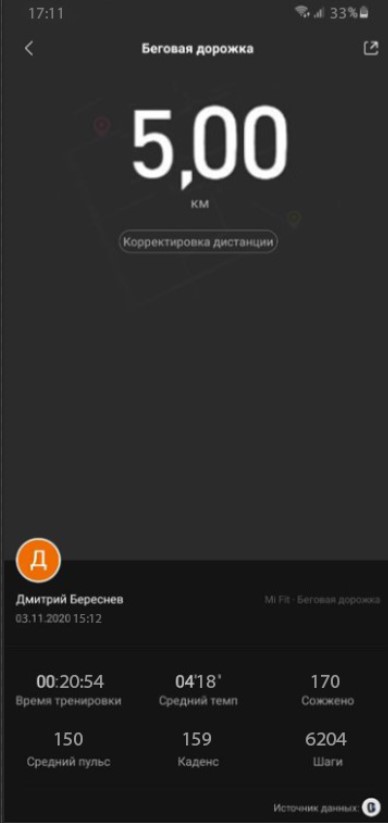 17:11
33%
Беговая дорожка
5,00
км
Корректировка дистанции
Д
Дмитрий Береснев
Mi Fit - Беговая дорожка
03.11.2020 15:12
00:20:54
04'18"
170
Время тренировки
Средний темп
Сожжено
150
159
6204
Средний пульс
Каденс
Шаги
Источник данных: